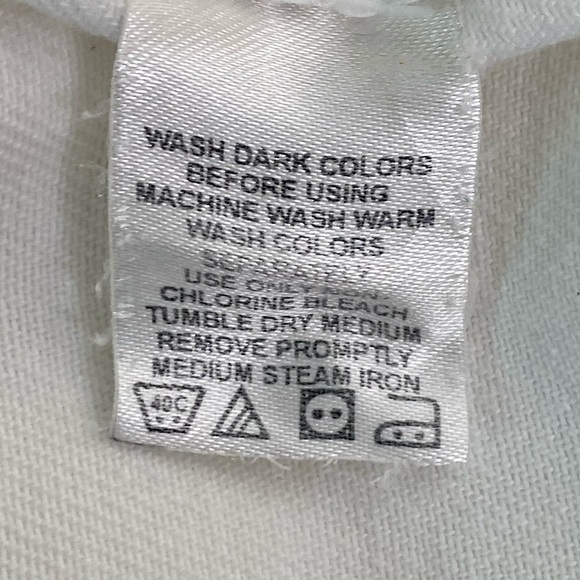 WASH DARK COLORS
BEFORE USING
MACHINE WASH WARM
WASH COLORS
SEPARATELY
USE ONLY NON-
CHLORINE BLEACH
TUMBLE DRY MEDIUM
REMOVE PROMPTLY
MEDIUM STEAM IRON
40C